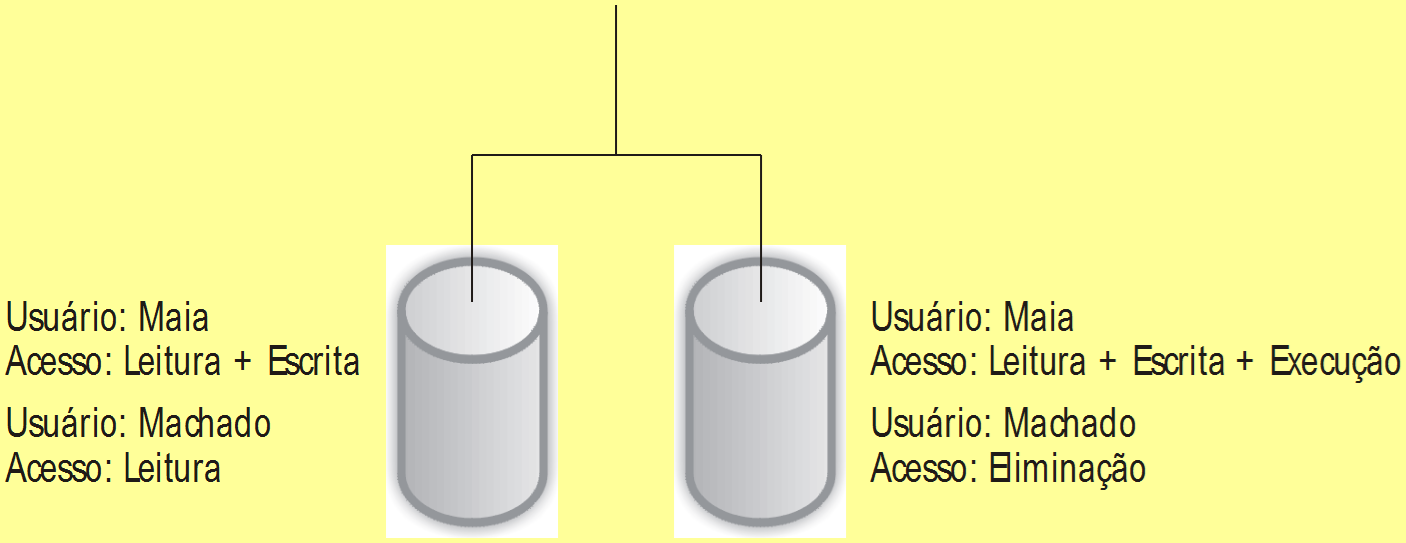 Usuário: Maia
Acesso: Leitura + Escrita
Usuário: Machado
Acesso: Leitura
Usuário: Maia
Acesso: Leitura + Escrita + Execução
Usuário: Machado
Acesso: Eliminação